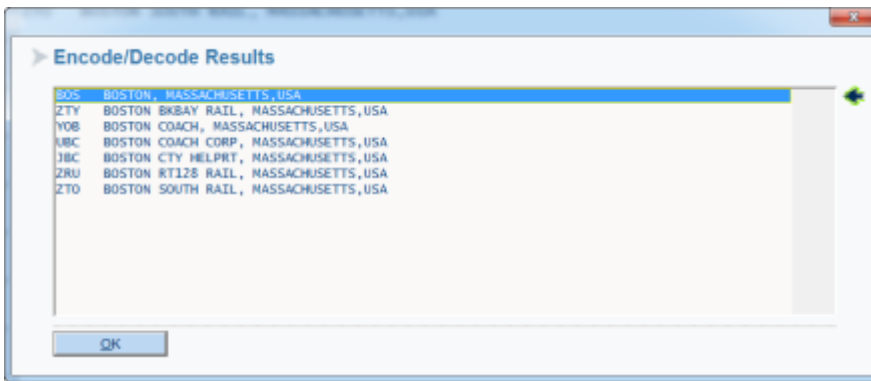 Encode/Decode Results
BOS BOSTON, MASSACHUSETTS,USA
ZTY BOSTON BKBAY RAIL, MASSACHUSETTS,USA
YOB BOSTON COACH, MASSACHUSETTS,USA
UBC BOSTON COACH CORP, MASSACHUSETTS,USA
JBC BOSTON CTY HELPRT, MASSACHUSETTS,USA
ZRU BOSTON RT128 RAIL, MASSACHUSETTS,USA
ZTO BOSTON SOUTH RAIL, MASSACHUSETTS,USA
OK